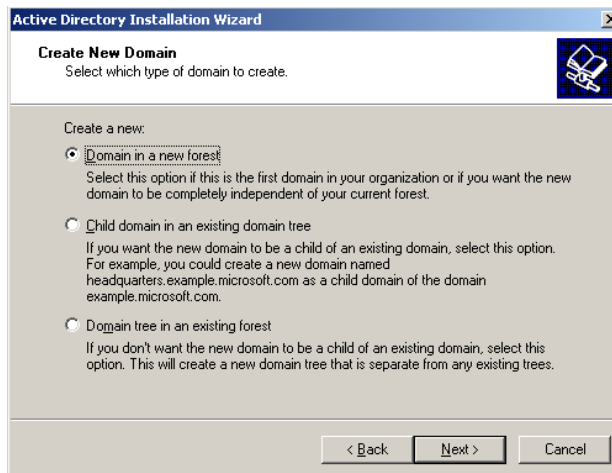 Active Directory Installation Wizard
Create New Domain
Select which type of domain to create.
Create a new:
Domain in a new forest
Select this option if this is the first domain in your organization or if you want the new
domain to be completely independent of your current forest.
Child domain in an existing domain tree
If you want the new domain to be a child of an existing domain, select this option.
For example, you could create a new domain named
headquarters.example.microsoft.com as a child domain of the domain
example.microsoft.com.
Domain tree in an existing forest
If you don't want the new domain to be a child of an existing domain, select this
option. This will create a new domain tree that is separate from any existing trees.
< Back Next > Cancel